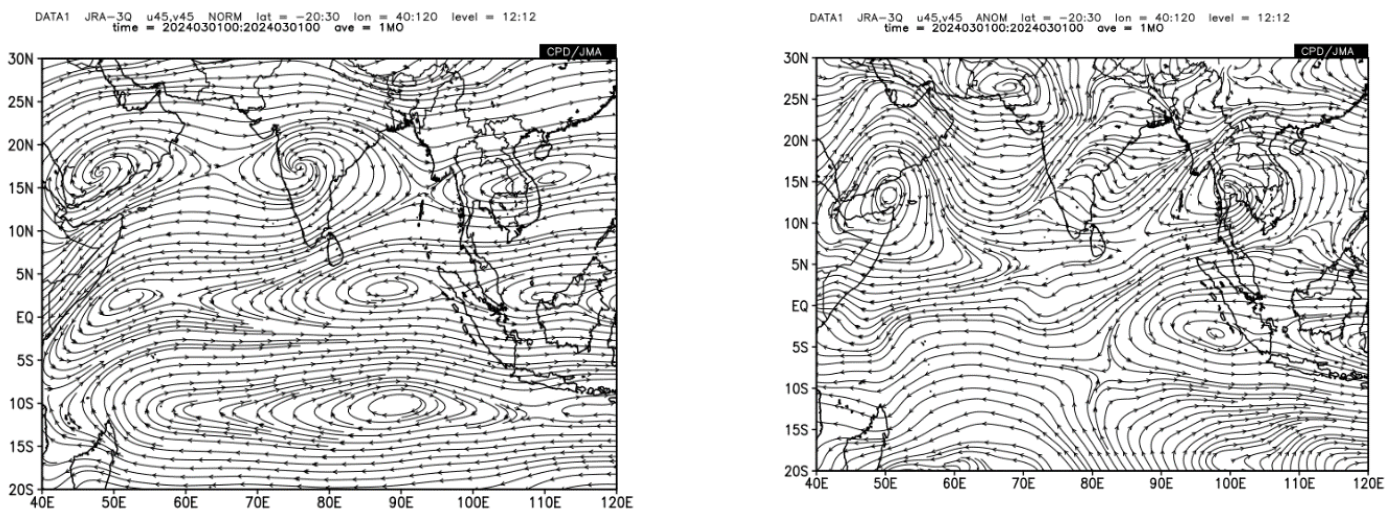 DATA1 JRA-3Q u45,v45 NORM lat = -20:30 lon = 40:120 level = 12:12
time = 2024030100:2024030100 ave = 1MO
CPD/JMA
30N
25N
20N
15N
10N
5N
EQ
5S
10S
15S
20S
40E 50E 60E 70E 80E 90E 100E 110E 120E
DATA1 JRA-3Q u45,v45 ANOM lat = -20:30 lon = 40:120 level = 12:12
time = 2024030100:2024030100 ave = 1MO
CPD/JMA
30N
25N
20N
15N
10N
5N
EQ
5S
10S
15S
20S
40E 50E 60E 70E 80E 90E 100E 110E 120E